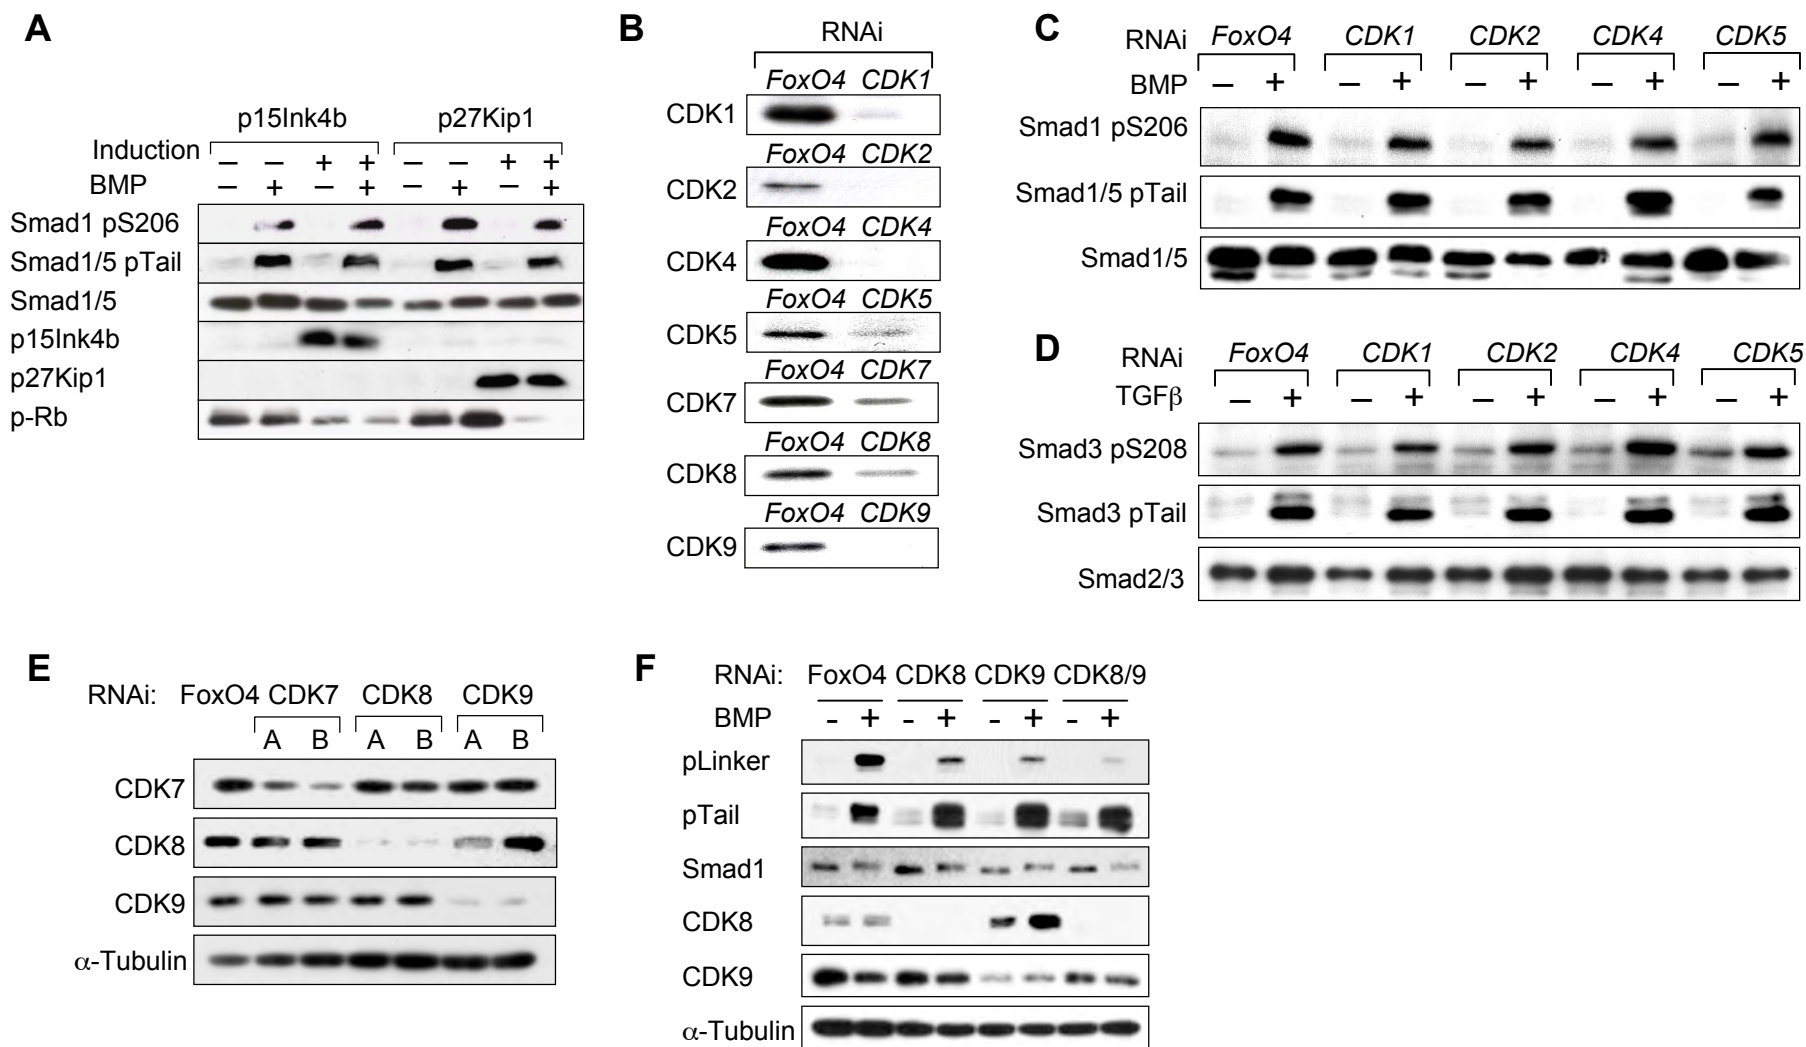 A
p15Ink4b p27Kip1
Induction – – + + – – + +
BMP – + – + – + – +
Smad1 pS206
Smad1/5 pTail
Smad1/5
p15Ink4b
p27Kip1
p-Rb
B
RNAi
FoxO4 CDK1
CDK1
FoxO4 CDK2
CDK2
FoxO4 CDK4
CDK4
FoxO4 CDK5
CDK5
FoxO4 CDK7
CDK7
FoxO4 CDK8
CDK8
FoxO4 CDK9
CDK9
C
RNAi FoxO4 CDK1 CDK2 CDK4 CDK5
BMP – + – + – + – + – +
Smad1 pS206
Smad1/5 pTail
Smad1/5
D
RNAi FoxO4 CDK1 CDK2 CDK4 CDK5
TGFβ – + – + – + – + – +
Smad3 pS208
Smad3 pTail
Smad2/3
E
RNAi: FoxO4 CDK7 CDK8 CDK9
A B A B A B
CDK7
CDK8
CDK9
α-Tubulin
F
RNAi: FoxO4 CDK8 CDK9 CDK8/9
BMP - + - + - + - +
pLinker
pTail
Smad1
CDK8
CDK9
α-Tubulin